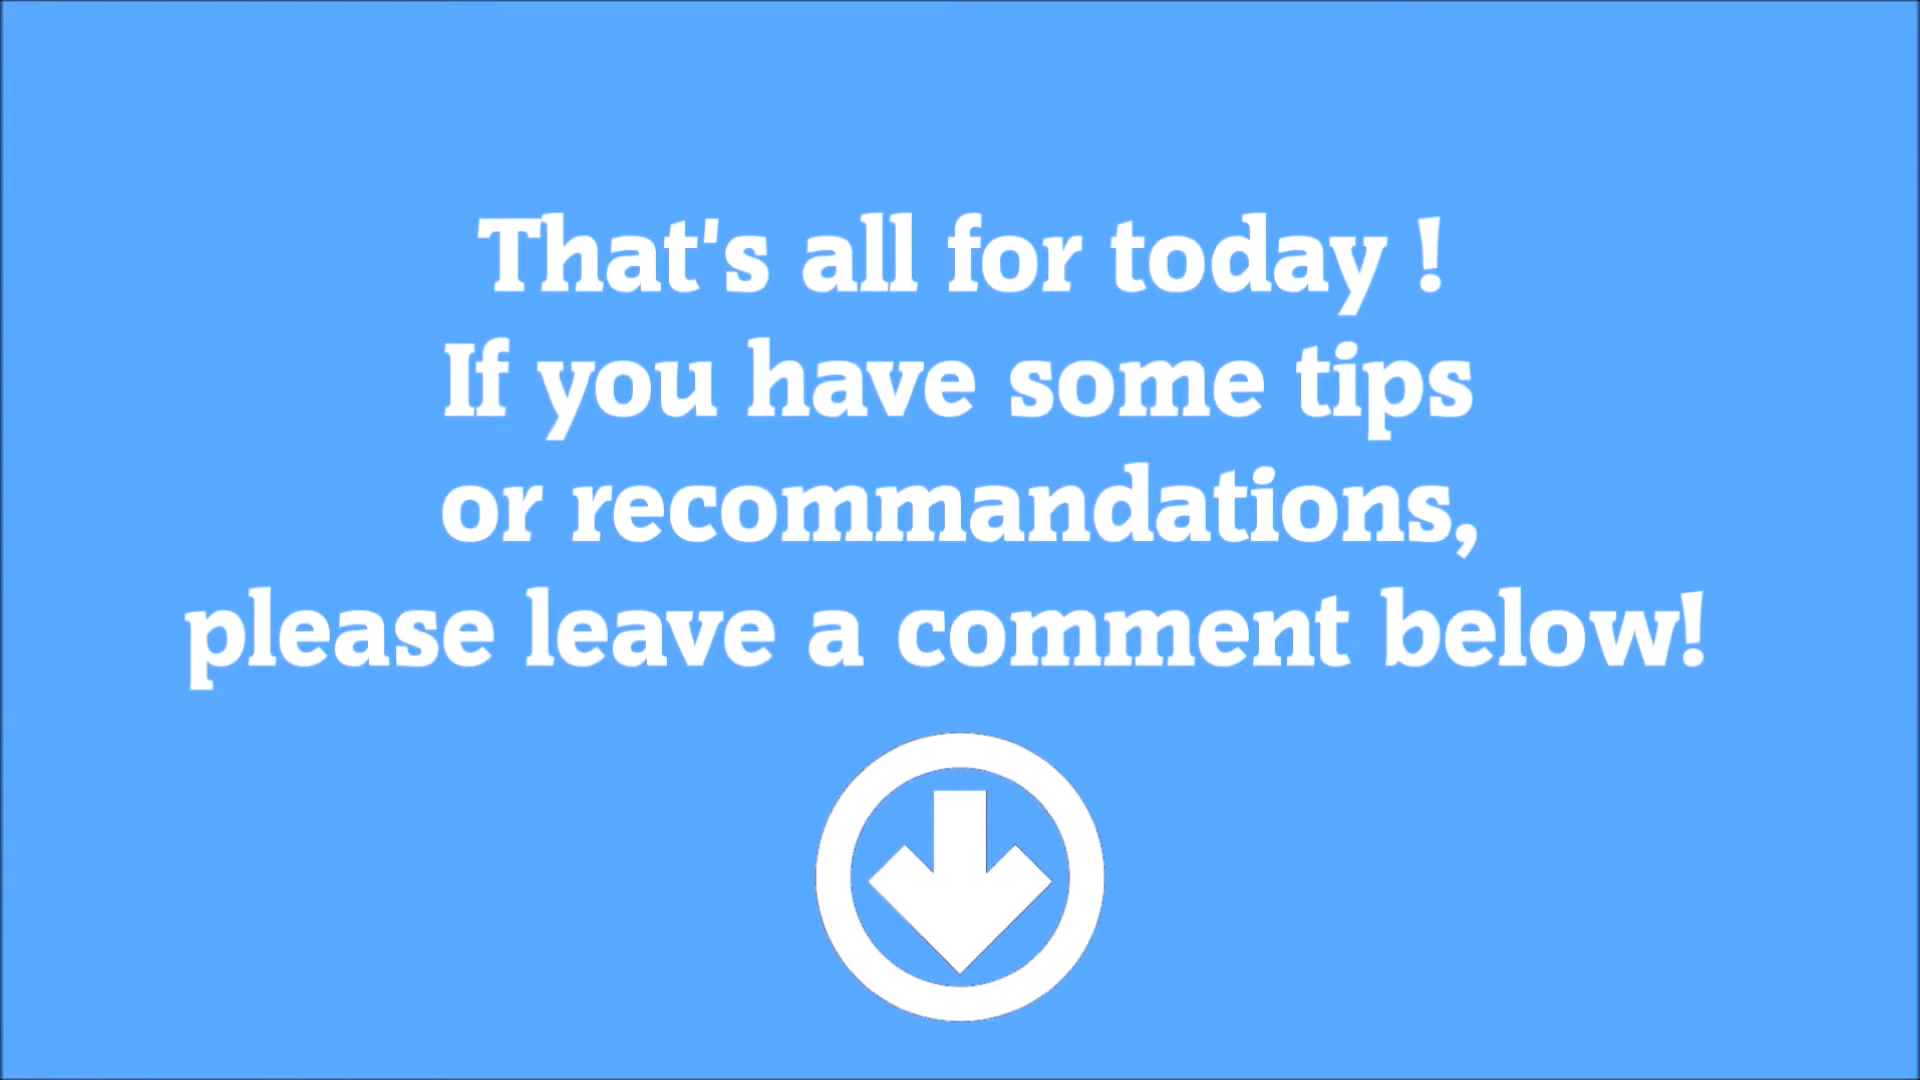 That's all for today !
If you have some tips
or recommandations,
please leave a comment below!